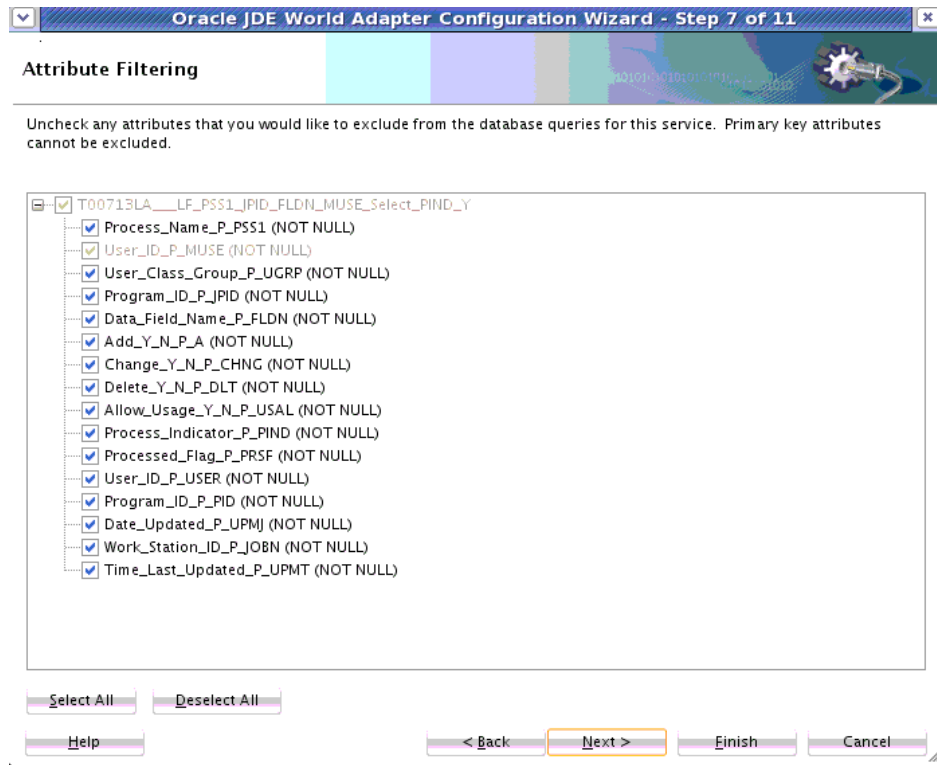 Oracle JDE World Adapter Configuration Wizard - Step 7 of 11
Attribute Filtering
Uncheck any attributes that you would like to exclude from the database queries for this service. Primary key attributes
cannot be excluded.
T00713LA___LF_PSS1_JPID_FLDN_MUSE_Select_PIND_Y
Process_Name_P_PSS1 (NOT NULL)
User_ID_P_MUSE (NOT NULL)
User_Class_Group_P_UGRP (NOT NULL)
Program_ID_P_JPID (NOT NULL)
Data_Field_Name_P_FLDN (NOT NULL)
Add_Y_N_P_A (NOT NULL)
Change_Y_N_P_CHNG (NOT NULL)
Delete_Y_N_P_DLT (NOT NULL)
Allow_Usage_Y_N_P_USAL (NOT NULL)
Process_Indicator_P_PIND (NOT NULL)
Processed_Flag_P_PRSF (NOT NULL)
User_ID_P_USER (NOT NULL)
Program_ID_P_PID (NOT NULL)
Date_Updated_P_UPMJ (NOT NULL)
Work_Station_ID_P_JOBN (NOT NULL)
Time_Last_Updated_P_UPMT (NOT NULL)
Select All Deselect All
Help < Back Next > Finish Cancel